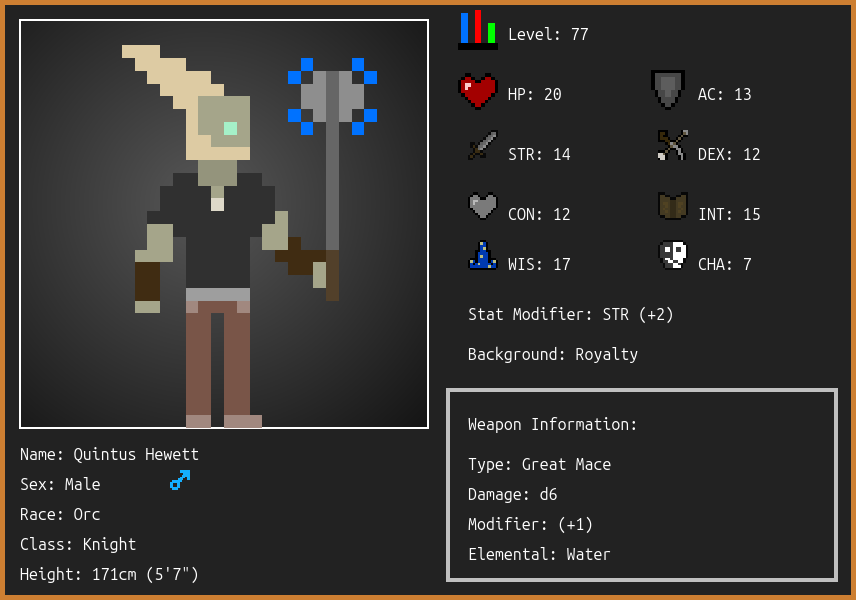 Level: 77
HP: 20
AC: 13
STR: 14
DEX: 12
CON: 12
INT: 15
WIS: 17
CHA: 7
Stat Modifier: STR (+2)
Background: Royalty
Weapon Information:
Type: Great Mace
Damage: d6
Modifier: (+1)
Elemental: Water
Name: Quintus Hewett
Sex: Male
Race: Orc
Class: Knight
Height: 171cm (5'7")